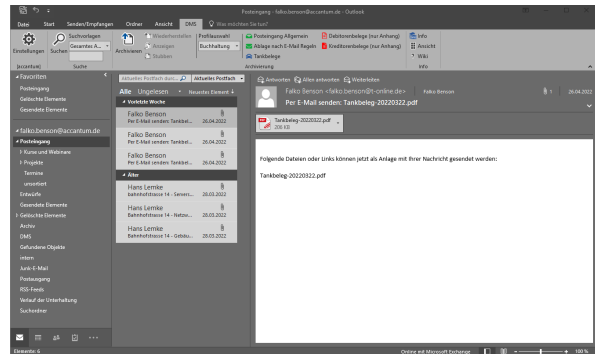 Posteingang - falko.benson@accantum.de - Outlook
Datei Start Senden/Empfangen Ordner Ansicht DMS Was möchten Sie tun?
Einstellungen
[accantum]
Suchen
Suchvorlagen
Gesamtes A...
Suche
Archivieren
Wiederherstellen
Anzeigen
Stubben
Profilauswahl
Buchhaltung
Posteingang Allgemein
Ablage nach E-Mail Regeln
Tankbelege
Debitorenbelege (nur Anhang)
Kreditorenbelege (nur Anhang)
Archivierung
Info
Ansicht
Wiki
Info
Favoriten
Posteingang
Gelöschte Elemente
Gesendete Elemente
falko.benson@accantum.de
Posteingang
Kurse und Webinare
Projekte
Termine
unsortiert
Entwürfe
Gesendete Elemente
Gelöschte Elemente
Archiv
DMS
Gefundene Objekte
intern
Junk-E-Mail
Postausgang
RSS-Feeds
Verlauf der Unterhaltung
Suchordner
Aktuelles Postfach
Alle Ungelesen Neuestes Element
Vorletzte Woche
Falko Benson
Per E-Mail senden: Tankbel... 26.04.2022
Falko Benson
Per E-Mail senden: Tankbel... 26.04.2022
Falko Benson
Per E-Mail senden: Tankbel... 26.04.2022
Älter
Hans Lemke
bahnhofstrasse 14 - Servers... 28.03.2022
Hans Lemke
Bahnhofstrasse 14 - Netzw... 28.03.2022
Hans Lemke
Bahnhofstrasse 14 - Gebäu... 28.03.2022
Antworten Allen antworten Weiterleiten
Falko Benson <falko.benson@t-online.de> Falko Benson 1 26.04.2022
Per E-Mail senden: Tankbeleg-20220322.pdf
Tankbeleg-20220322.pdf
206 KB
Folgende Dateien oder Links können jetzt als Anlage mit Ihrer Nachricht gesendet werden:
Tankbeleg-20220322.pdf
Elemente: 6
Online mit Microsoft Exchange
100 %